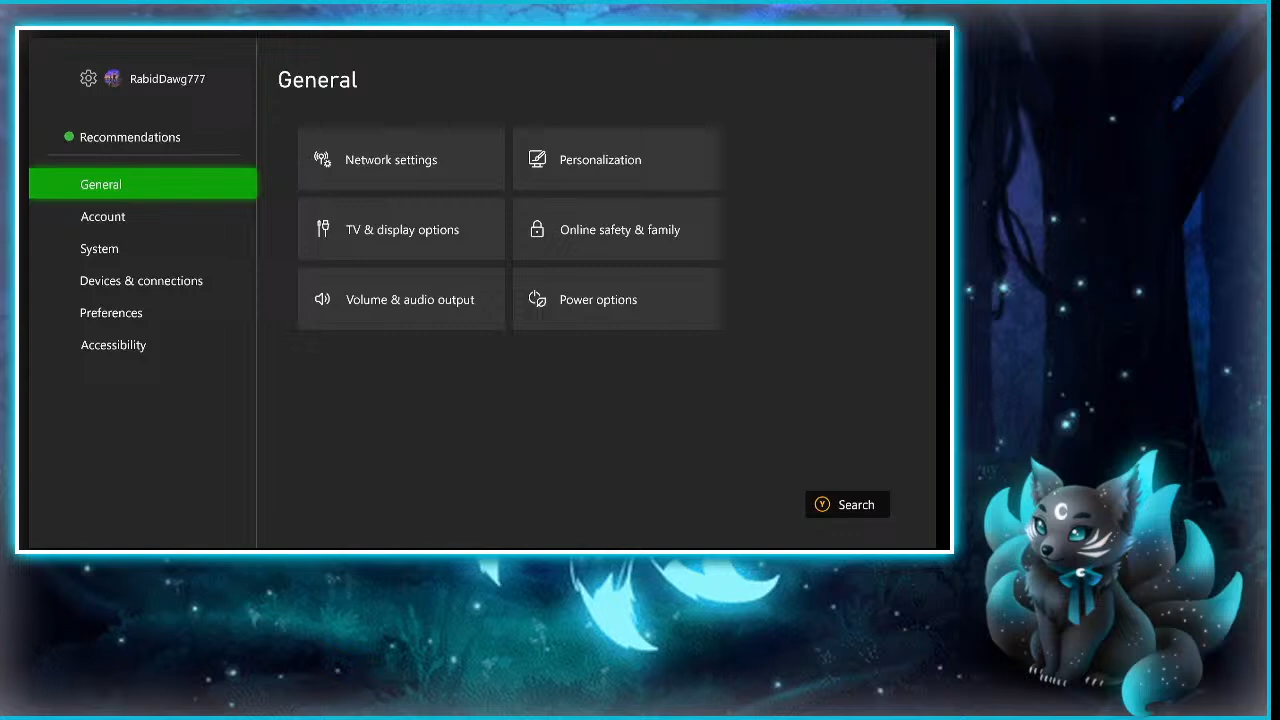 RabidDawg777
Recommendations
General
Account
System
Devices & connections
Preferences
Accessibility
General
Network settings
Personalization
TV & display options
Online safety & family
Volume & audio output
Power options
Y Search